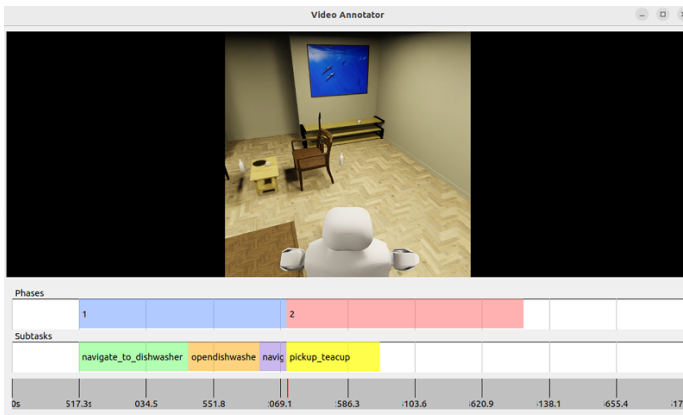 Video Annotator
Phases
1 2
Subtasks
navigate_to_dishwasher opendishwashe navig pickup_teacup
0s 517.3s 034.5 551.8 :069.1 :586.3 :103.6 :620.9 :138.1 :655.4 :17